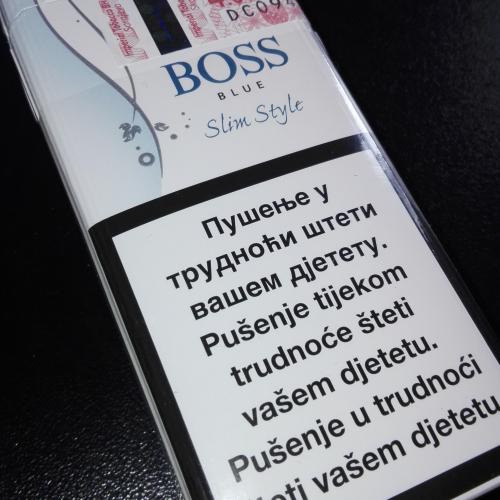 DC09
BOSS
BLUE
Slim Style
Пушење у
трудноћи штети
вашем дјетету.
Pušenje tijekom
trudnoće šteti
vašem djetetu.
Pušenje u trudnoći
šteti vašem djetetu